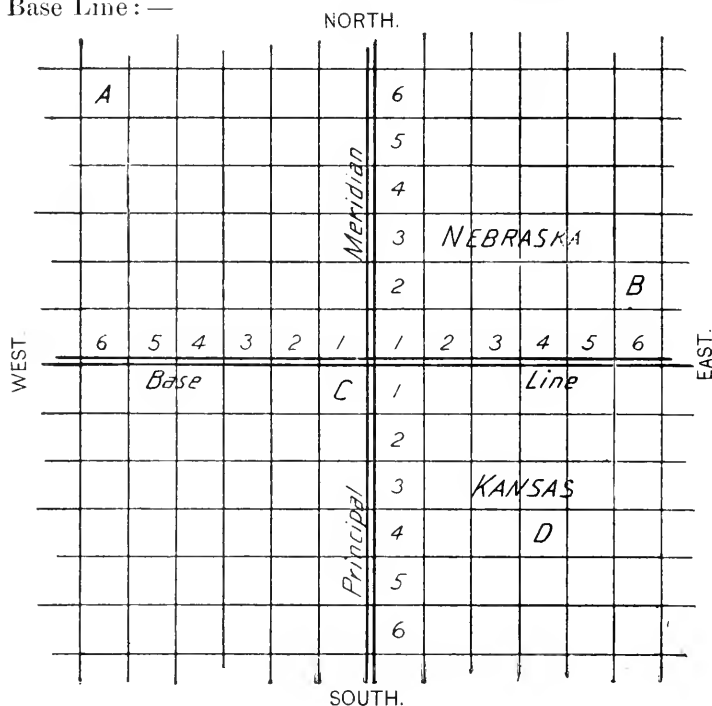 Base Line: —
NORTH.
A 6
5
4
Meridian
3 NEBRASKA
2 B
WEST.
6 5 4 3 2 1 1 2 3 4 5 6
EAST.
Base C 1 Line
2
3 KANSAS
Principal
4 D
5
6
SOUTH.